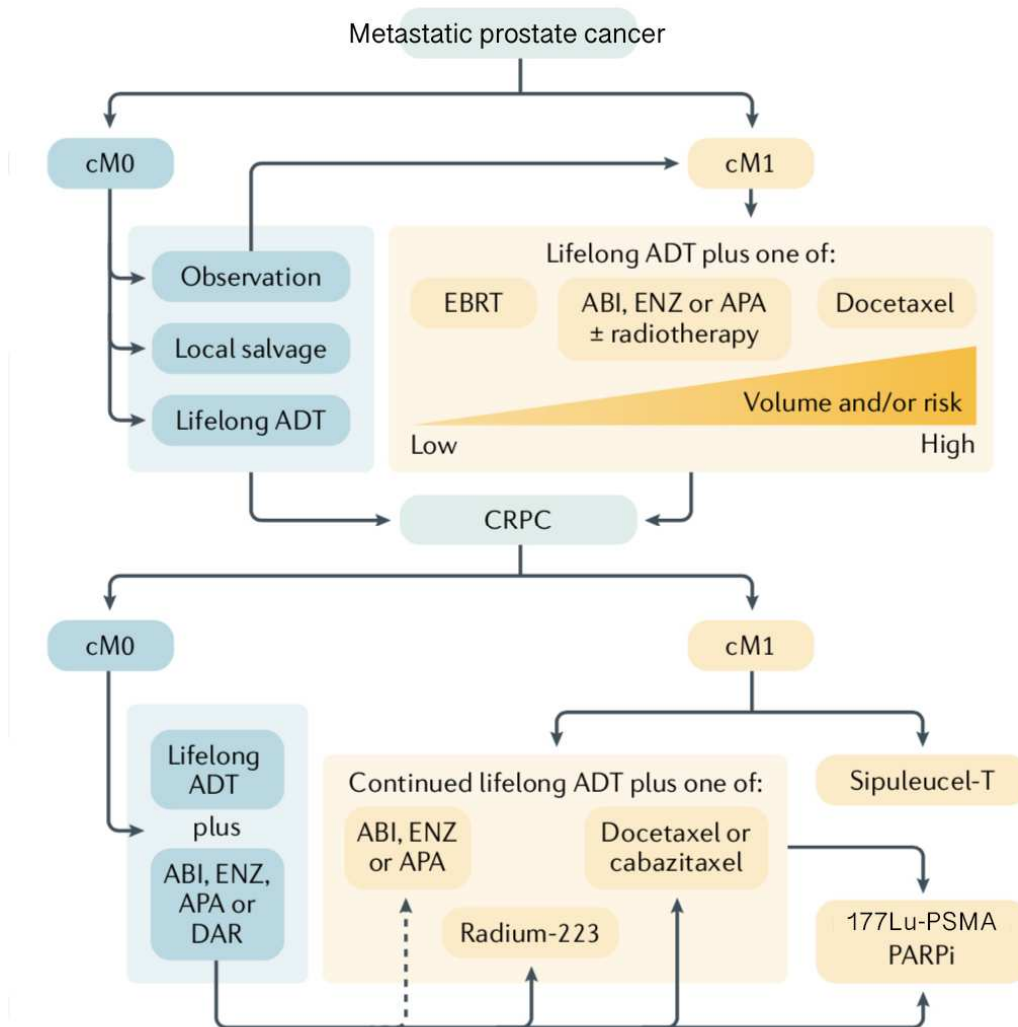 Metastatic prostate cancer
cM0
cM1
Observation
Local salvage
Lifelong ADT
Lifelong ADT plus one of:
EBRT
ABI, ENZ or APA
± radiotherapy
Docetaxel
Volume and/or risk
Low
High
CRPC
cM0
cM1
Lifelong
ADT
plus
ABI, ENZ,
APA or
DAR
Continued lifelong ADT plus one of:
ABI, ENZ
or APA
Docetaxel or
cabazitaxel
Radium-223
Sipuleucel-T
177Lu-PSMA
PARPi